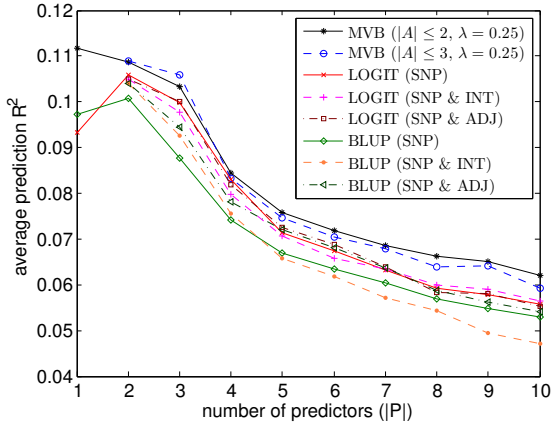 0.12
0.11
0.1
0.09
0.08
0.07
0.06
0.05
0.04
average prediction R²
MVB (|A| ≤ 2, λ = 0.25)
MVB (|A| ≤ 3, λ = 0.25)
LOGIT (SNP)
LOGIT (SNP & INT)
LOGIT (SNP & ADJ)
BLUP (SNP)
BLUP (SNP & INT)
BLUP (SNP & ADJ)
1 2 3 4 5 6 7 8 9 10
number of predictors (|P|)